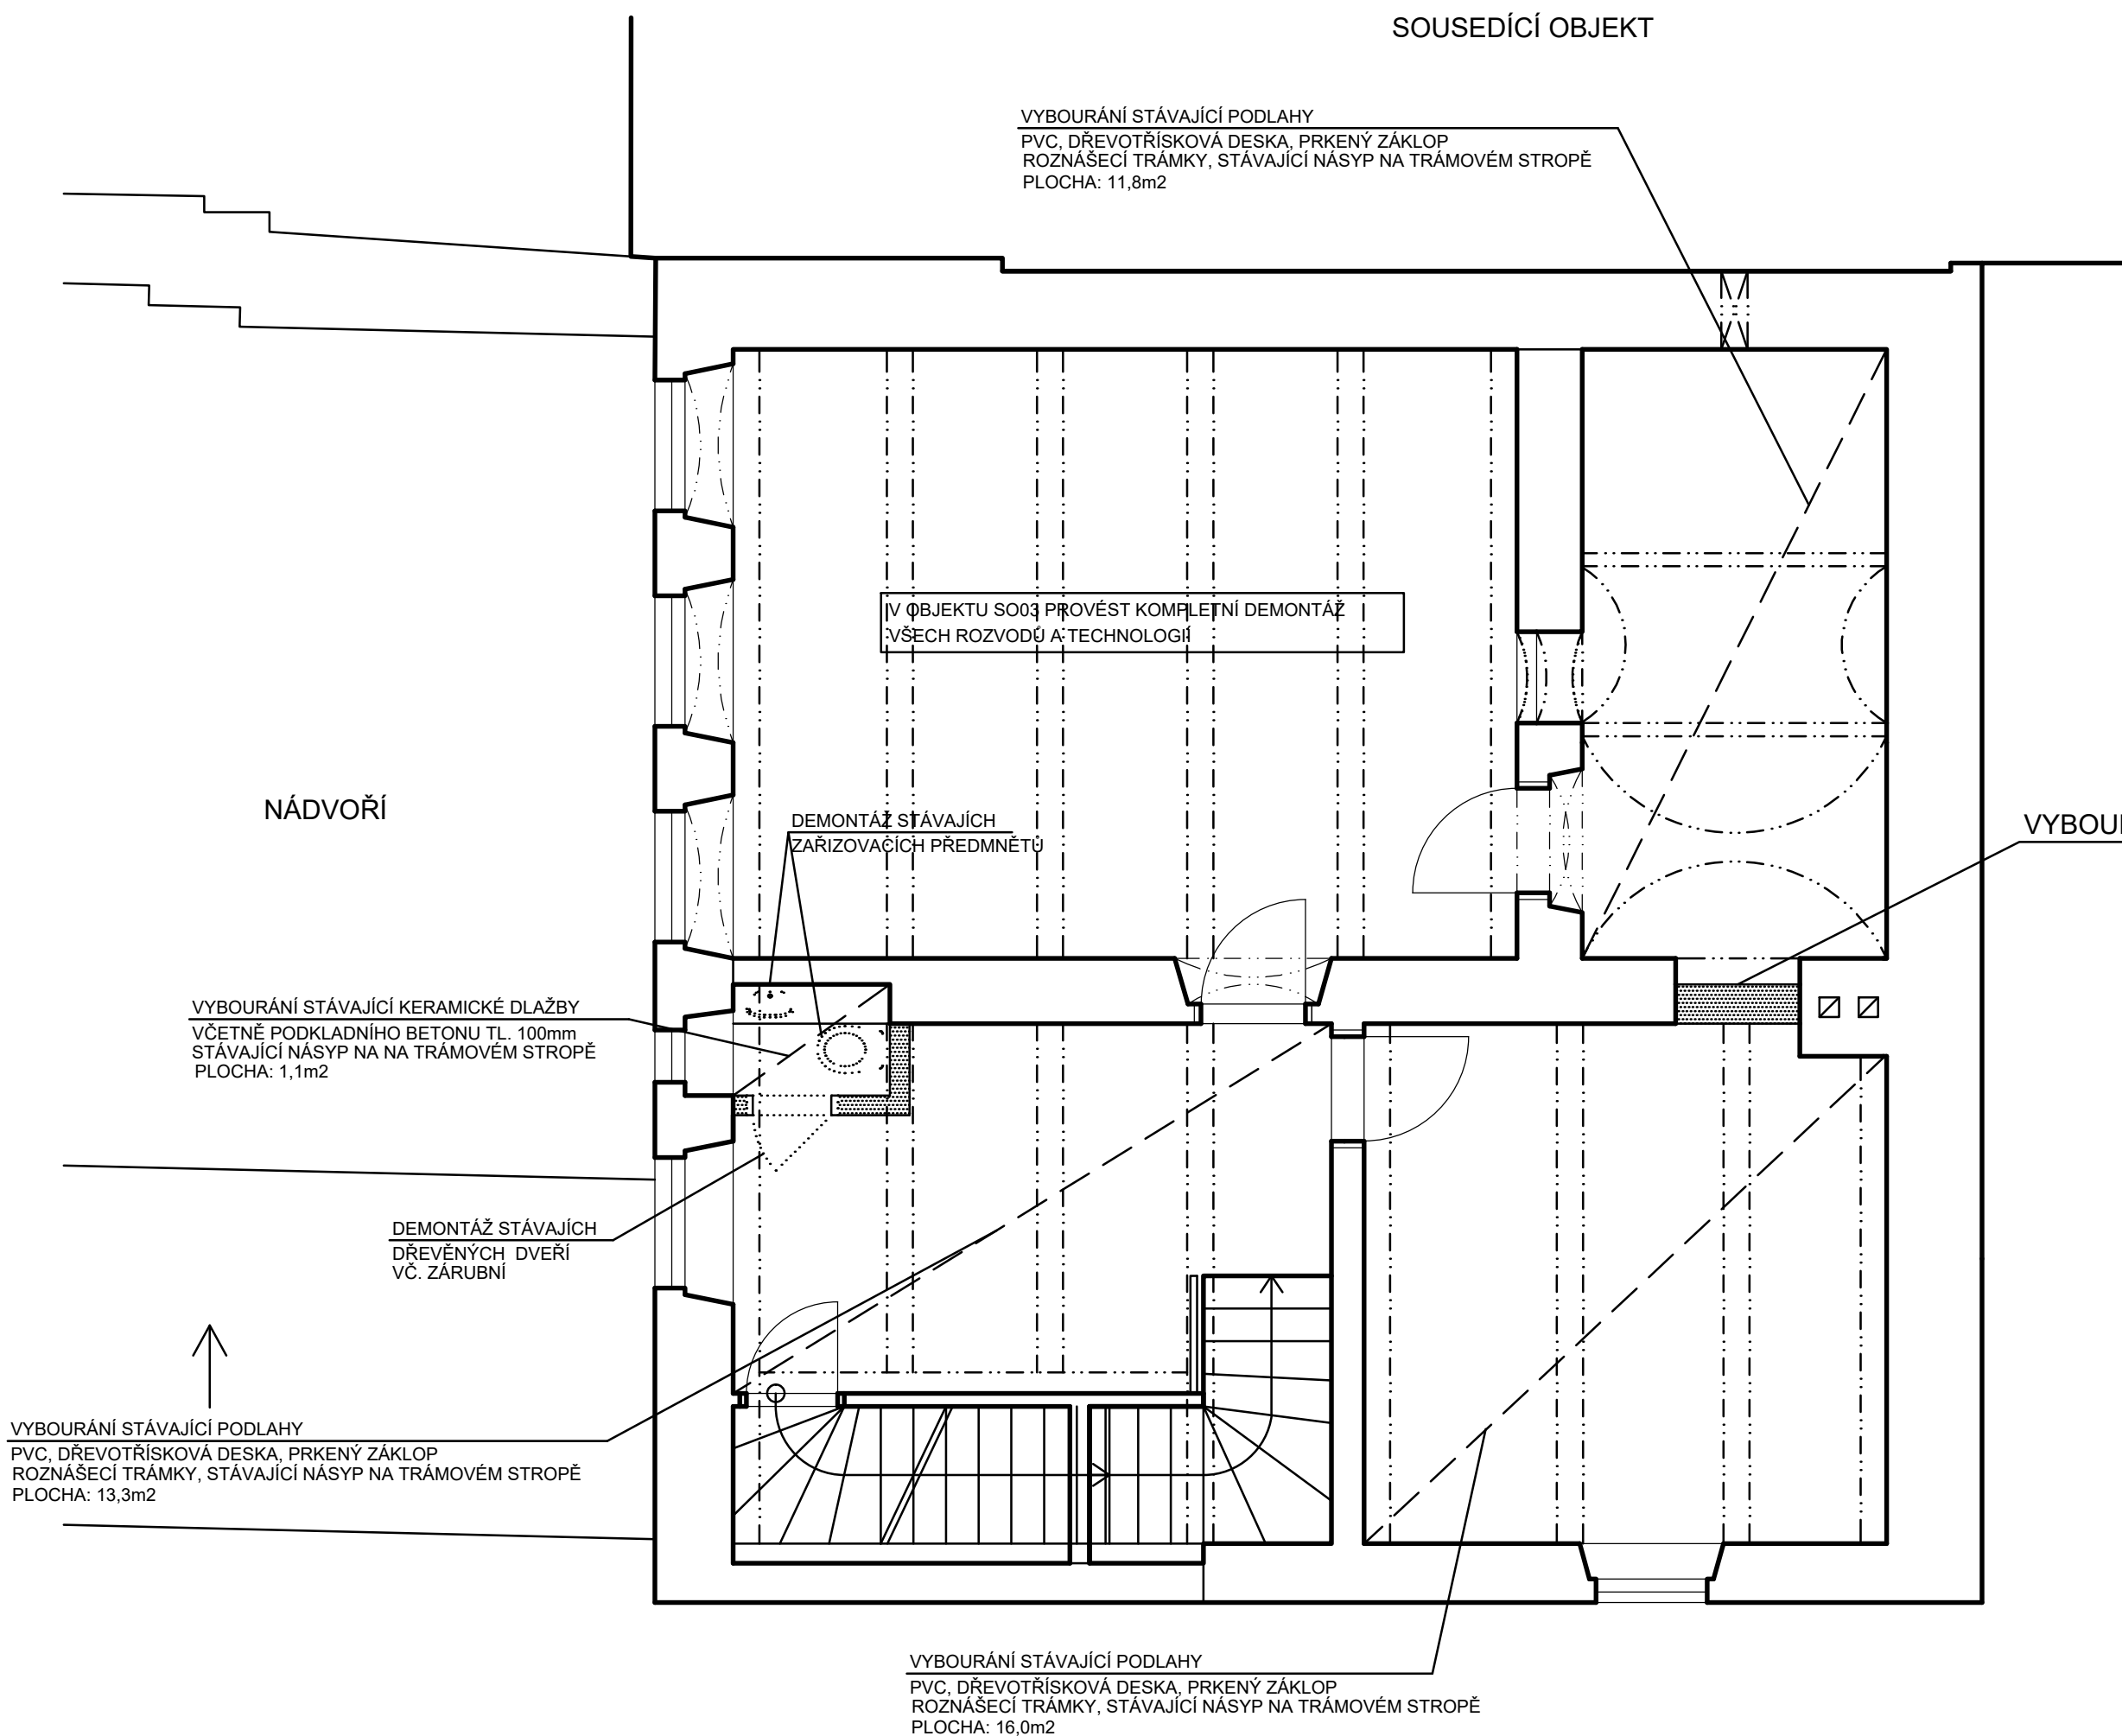 SOUSEDÍCÍ OBJEKT
VYBOURÁNÍ STÁVAJÍCÍ PODLAHY
PVC, DŘEVOTŘÍSKOVÁ DESKA, PRKENÝ ZÁKLOP
ROZNÁŠECÍ TRÁMKY, STÁVAJÍCÍ NÁSYP NA TRÁMOVÉM STROPĚ
PLOCHA: 11,8m2
V OBJEKTU SO03 PROVÉST KOMPLETNÍ DEMONTÁŽ
VŠECH ROZVODŮ A TECHNOLOGIÍ
NÁDVOŘÍ
DEMONTÁŽ STÁVAJÍCH
ZAŘIZOVACÍCH PŘEDMNĚTŮ
VYBOURÁNÍ STÁVAJÍCÍ KERAMICKÉ DLAŽBY
VČETNĚ PODKLADNÍHO BETONU TL. 100mm
STÁVAJÍCÍ NÁSYP NA NA TRÁMOVÉM STROPĚ
PLOCHA: 1,1m2
DEMONTÁŽ STÁVAJÍCH
DŘEVĚNÝCH DVEŘÍ
VČ. ZÁRUBNÍ
VYBOURÁNÍ STÁVAJÍCÍ PODLAHY
PVC, DŘEVOTŘÍSKOVÁ DESKA, PRKENÝ ZÁKLOP
ROZNÁŠECÍ TRÁMKY, STÁVAJÍCÍ NÁSYP NA TRÁMOVÉM STROPĚ
PLOCHA: 13,3m2
VYBOURÁNÍ STÁVAJÍCÍ PODLAHY
PVC, DŘEVOTŘÍSKOVÁ DESKA, PRKENÝ ZÁKLOP
ROZNÁŠECÍ TRÁMKY, STÁVAJÍCÍ NÁSYP NA TRÁMOVÉM STROPĚ
PLOCHA: 16,0m2